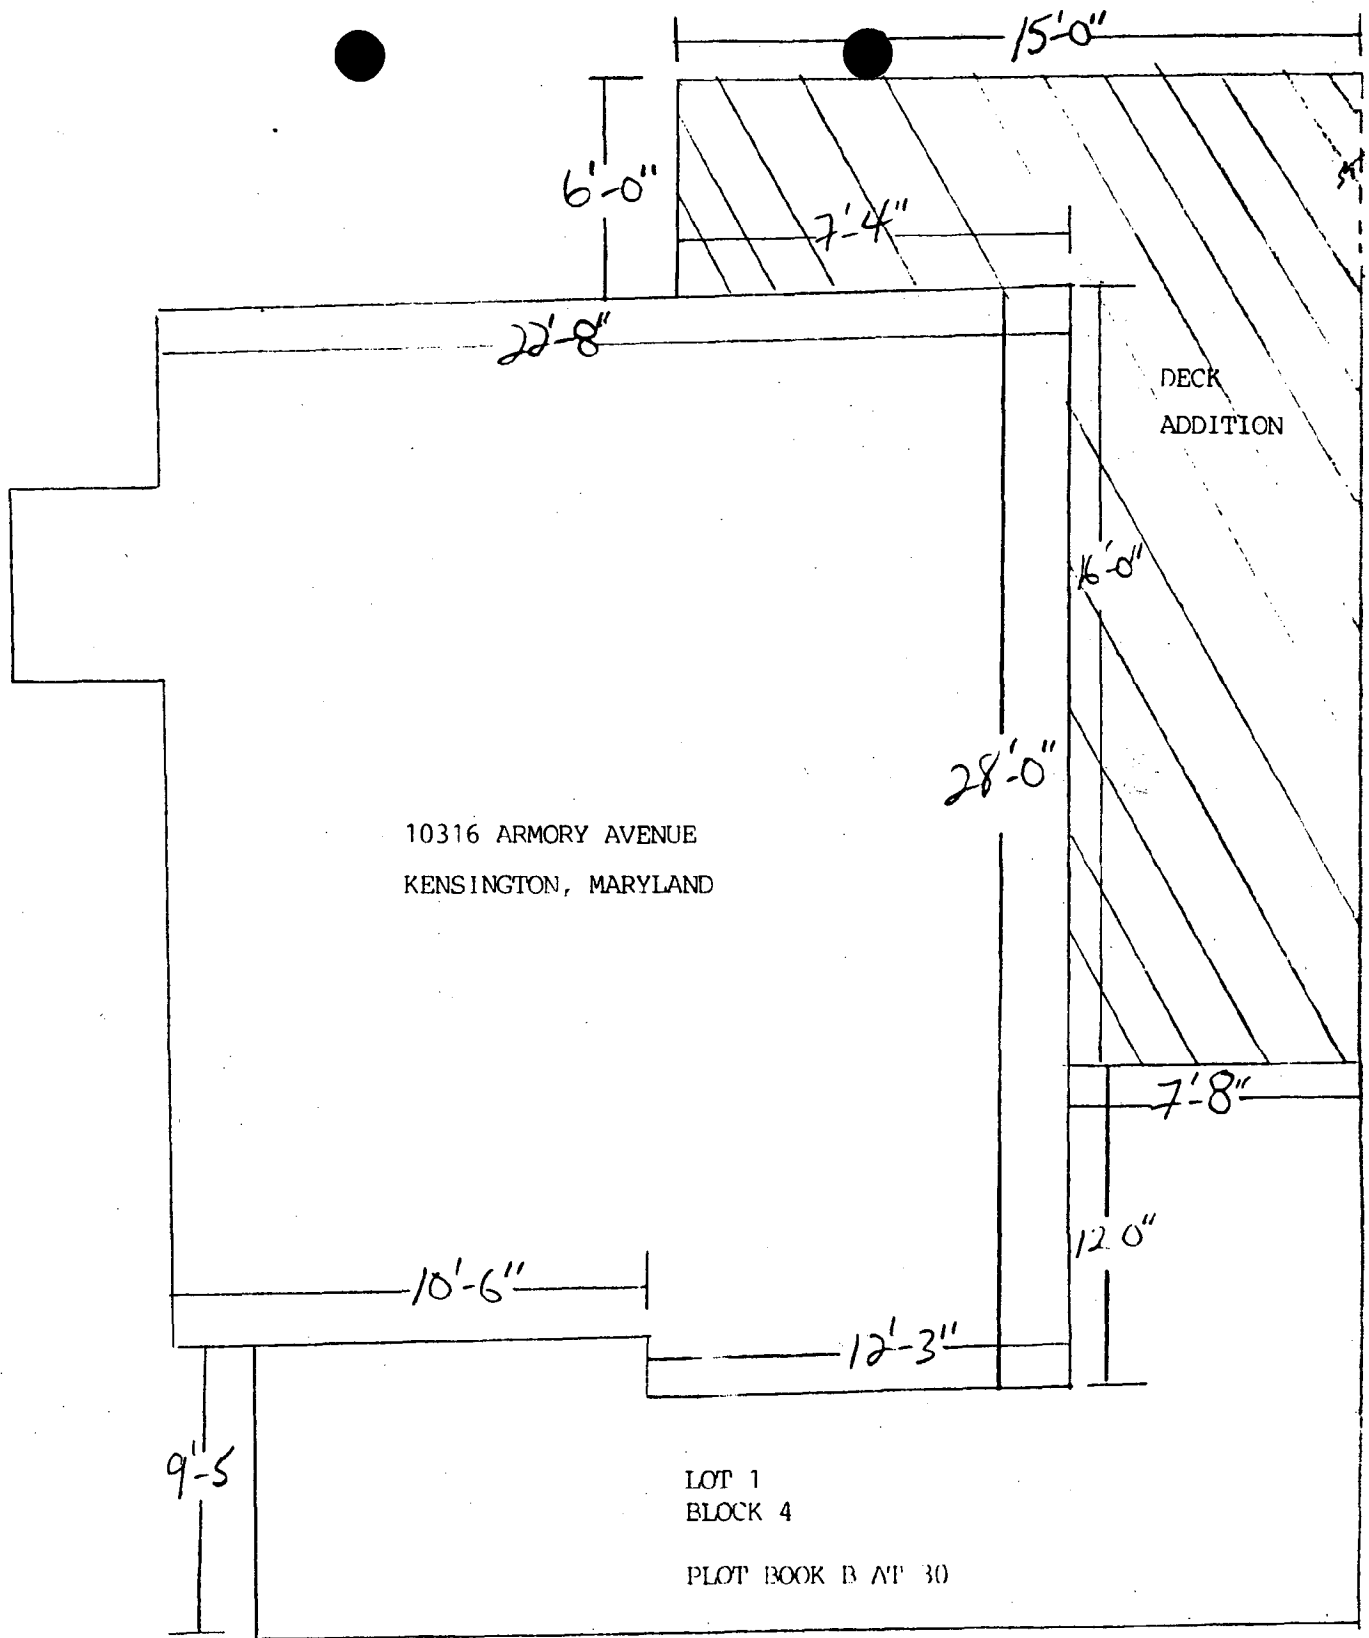 15'-0"
6'-0"
7'-4"
22'-8"
DECK
ADDITION
16'-0"
28'-0"
10316 ARMORY AVENUE
KENSINGTON, MARYLAND
7'-8"
12 0"
10'-6"
12'-3"
9'-5
LOT 1
BLOCK 4
PLOT BOOK B AT 30